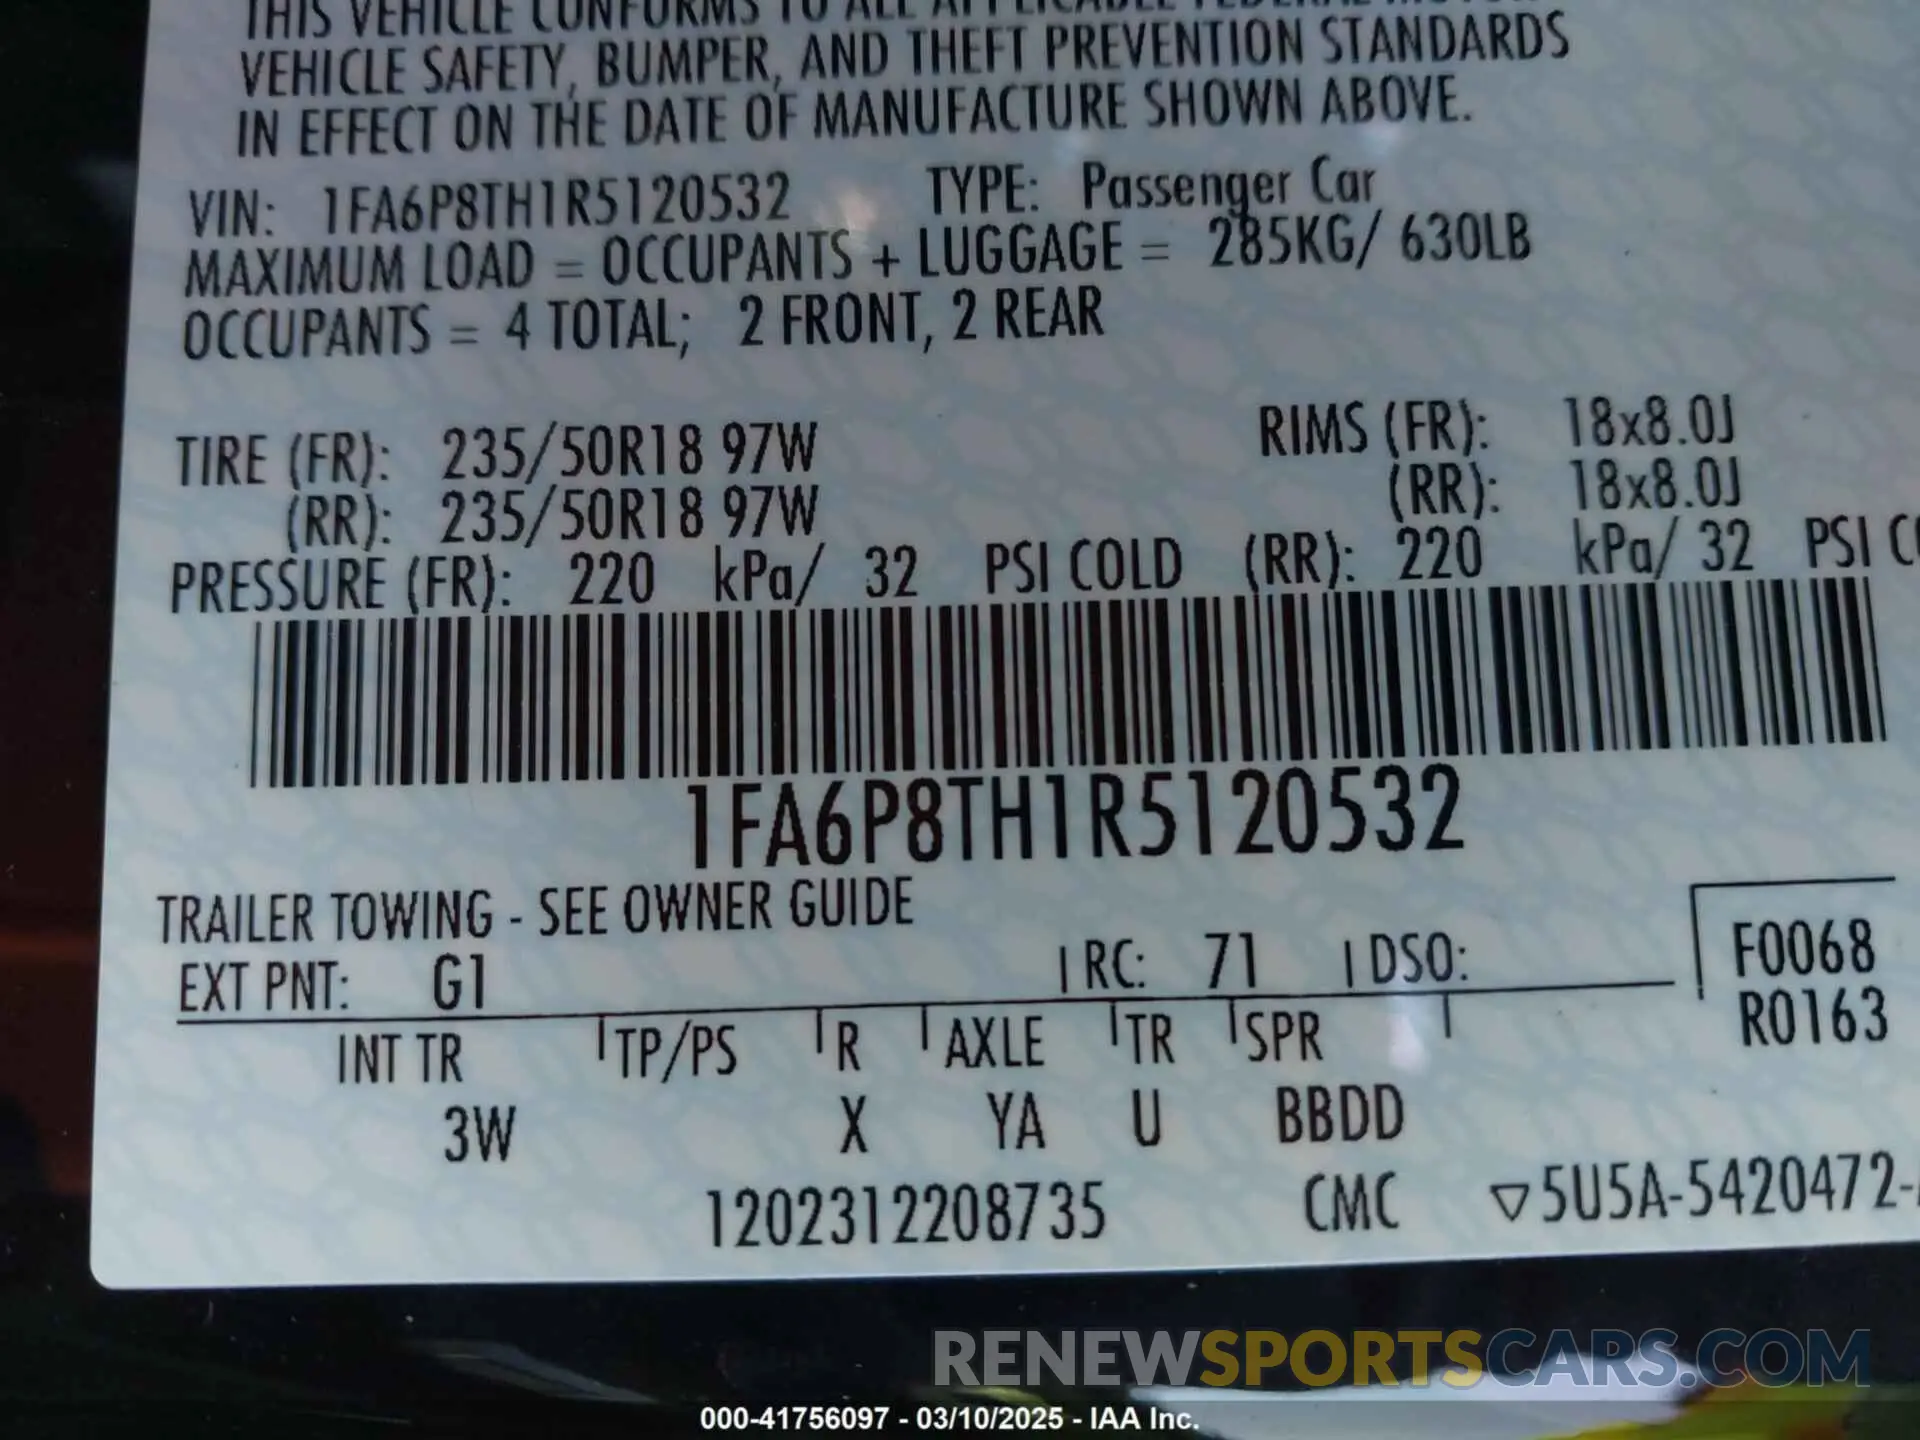 THIS VEHICLE CONFORMS TO ALL APPLICABLE FEDERAL MOTOR
VEHICLE SAFETY, BUMPER, AND THEFT PREVENTION STANDARDS
IN EFFECT ON THE DATE OF MANUFACTURE SHOWN ABOVE.
VIN: 1FA6P8TH1R5120532 TYPE: Passenger Car
MAXIMUM LOAD = OCCUPANTS + LUGGAGE = 285KG/ 630LB
OCCUPANTS = 4 TOTAL; 2 FRONT, 2 REAR
TIRE (FR): 235/50R18 97W RIMS (FR): 18x8.0J
(RR): 235/50R18 97W (RR): 18x8.0J
PRESSURE (FR): 220 kPa/ 32 PSI COLD (RR): 220 kPa/ 32 PSI
1FA6P8TH1R5120532
TRAILER TOWING - SEE OWNER GUIDE
EXT PNT: G1 RC: 71 DSO: F0068
R0163
INT TR TP/PS R AXLE TR SPR
3W X YA U BBDD
1202312208735 CMC ▽5U5A-5420472-
RENEWSPORTSCARS.COM
000-41756097 - 03/10/2025 - IAA Inc.